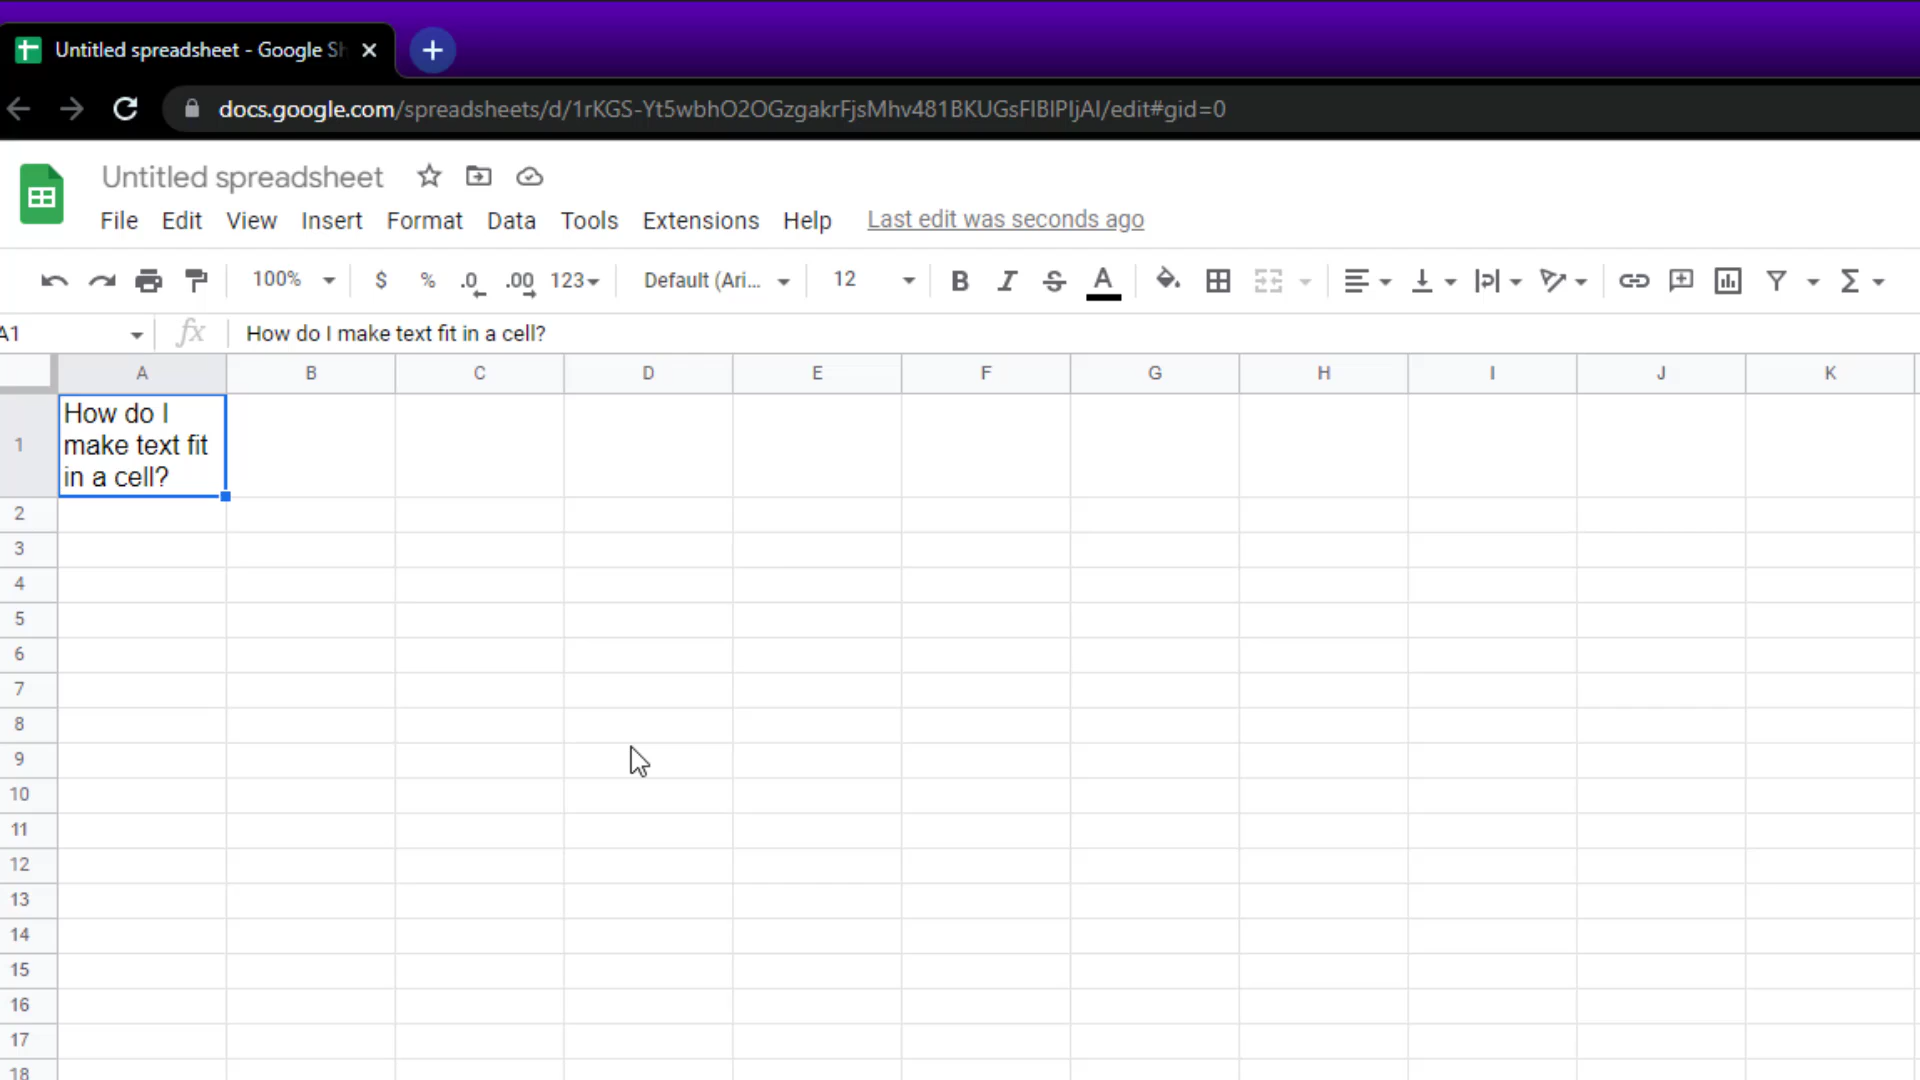 Untitled spreadsheet - Google Sh
docs.google.com/spreadsheets/d/1rKGS-Yt5wbhO2OGzgakrFjsMhv481BKUGsFIBIPIjAI/edit#gid=0
Untitled spreadsheet
File Edit View Insert Format Data Tools Extensions Help Last edit was seconds ago
100% $ % .0 .00 123 Default (Ari... 12 B I S A
A1 fx How do I make text fit in a cell?
A B C D E F G H I J K
How do I
1 make text fit
in a cell?
2
3
4
5
6
7
8
9
10
11
12
13
14
15
16
17
18